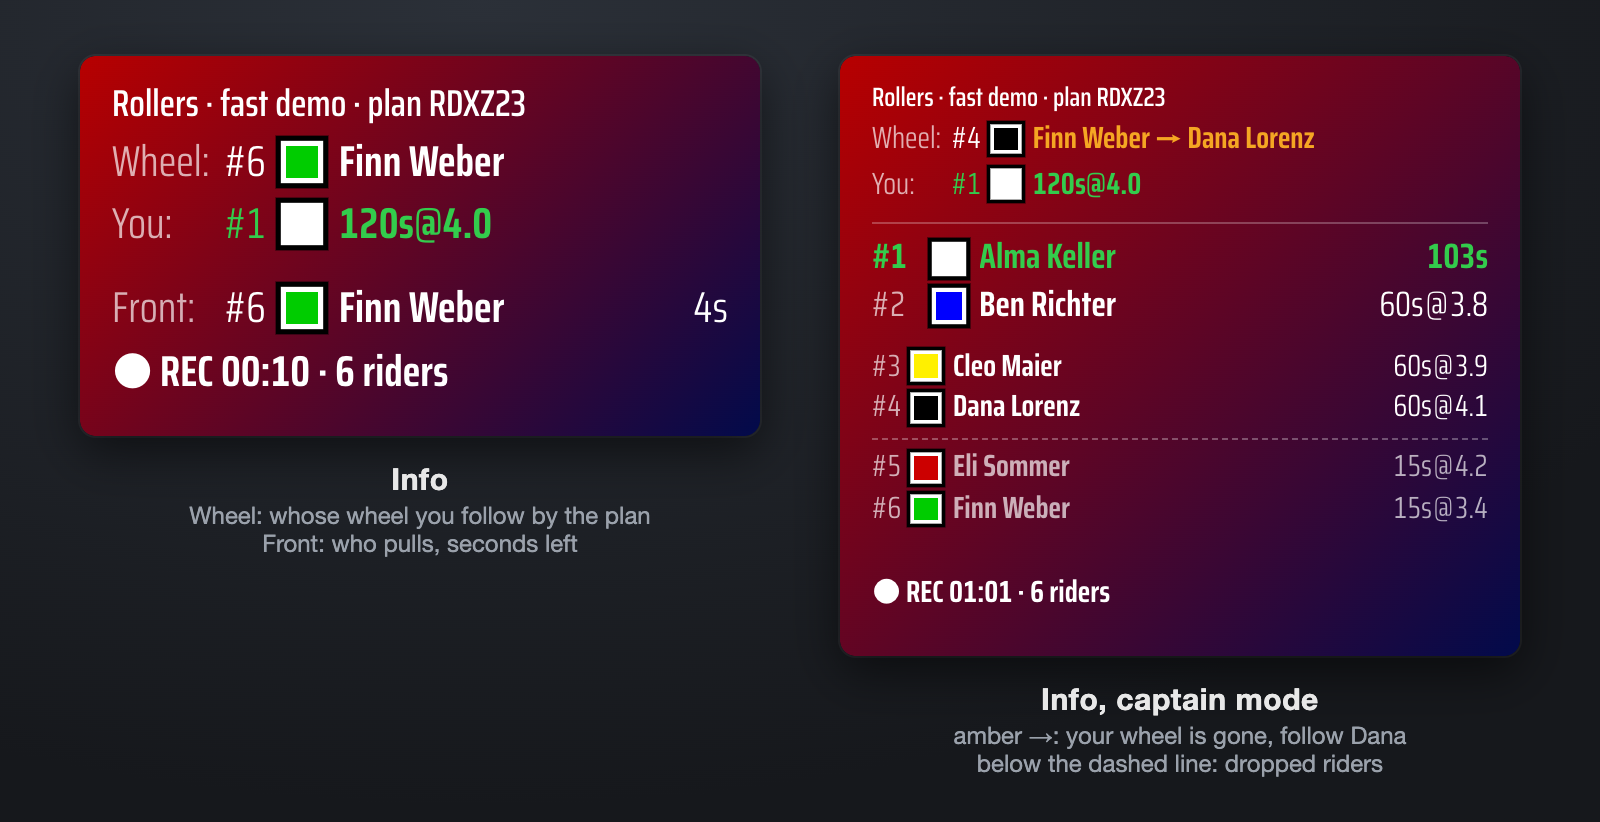 Rollers · fast demo · plan RDXZ23
Wheel: #6 Finn Weber
You: #1 120s@4.0
Front: #6 Finn Weber 4s
REC 00:10 · 6 riders
Info
Wheel: whose wheel you follow by the plan
Front: who pulls, seconds left
Rollers · fast demo · plan RDXZ23
Wheel: #4 Finn Weber → Dana Lorenz
You: #1 120s@4.0
#1 Alma Keller 103s
#2 Ben Richter 60s@3.8
#3 Cleo Maier 60s@3.9
#4 Dana Lorenz 60s@4.1
#5 Eli Sommer 15s@4.2
#6 Finn Weber 15s@3.4
REC 01:01 · 6 riders
Info, captain mode
amber →: your wheel is gone, follow Dana
below the dashed line: dropped riders